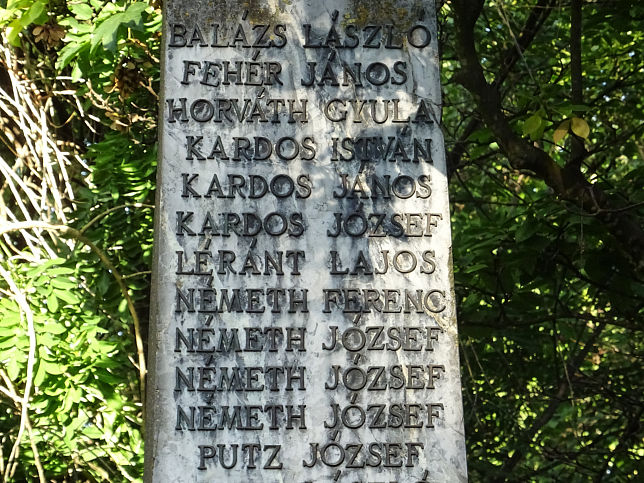 BALÁZS LÁSZLÓ
FEHÉR JÁNOS
HORVÁTH GYULA
KARDOS ISTVÁN
KARDOS JÁNOS
KARDOS JÓZSEF
LÉRÁNT LAJOS
NÉMETH FERENC
NÉMETH JÓZSEF
NÉMETH JÓZSEF
NÉMETH JÓZSEF
PUTZ JÓZSEF